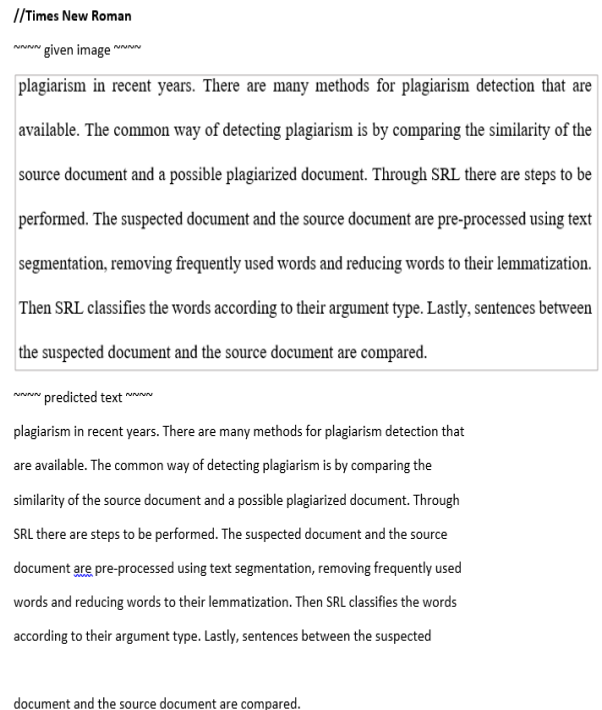 //Times New Roman
~~~~ given image ~~~~
plagiarism in recent years. There are many methods for plagiarism detection that are
available. The common way of detecting plagiarism is by comparing the similarity of the
source document and a possible plagiarized document. Through SRL there are steps to be
performed. The suspected document and the source document are pre-processed using text
segmentation, removing frequently used words and reducing words to their lemmatization.
Then SRL classifies the words according to their argument type. Lastly, sentences between
the suspected document and the source document are compared.
~~~~ predicted text ~~~~
plagiarism in recent years. There are many methods for plagiarism detection that
are available. The common way of detecting plagiarism is by comparing the
similarity of the source document and a possible plagiarized document. Through
SRL there are steps to be performed. The suspected document and the source
document are pre-processed using text segmentation, removing frequently used
words and reducing words to their lemmatization. Then SRL classifies the words
according to their argument type. Lastly, sentences between the suspected
document and the source document are compared.